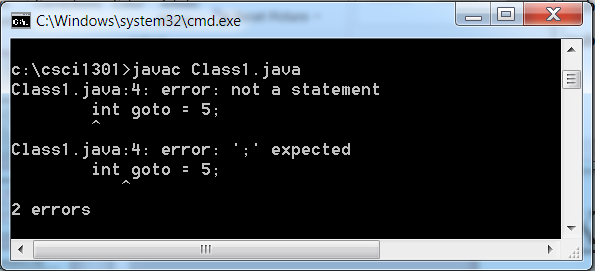 C:\Windows\system32\cmd.exe
c:\csci1301>javac Class1.java
Class1.java:4: error: not a statement
        int goto = 5;
        ^
Class1.java:4: error: ';' expected
        int goto = 5;
           ^
2 errors